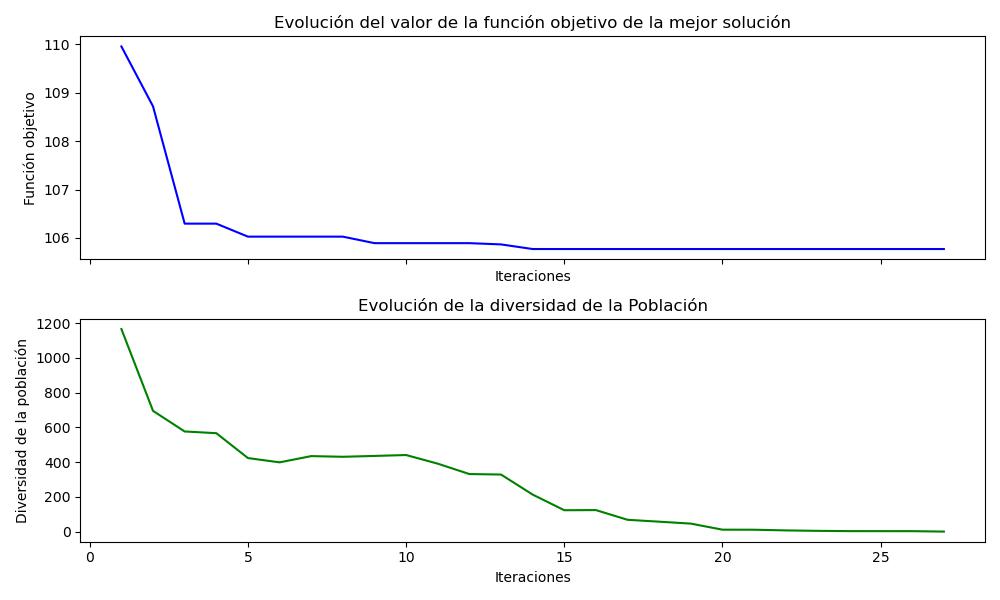 Evolución del valor de la función objetivo de la mejor solución
110
109
108
107
106
Función objetivo
Iteraciones
Evolución de la diversidad de la Población
1200
1000
800
600
400
200
0
Diversidad de la población
0 5 10 15 20 25
Iteraciones